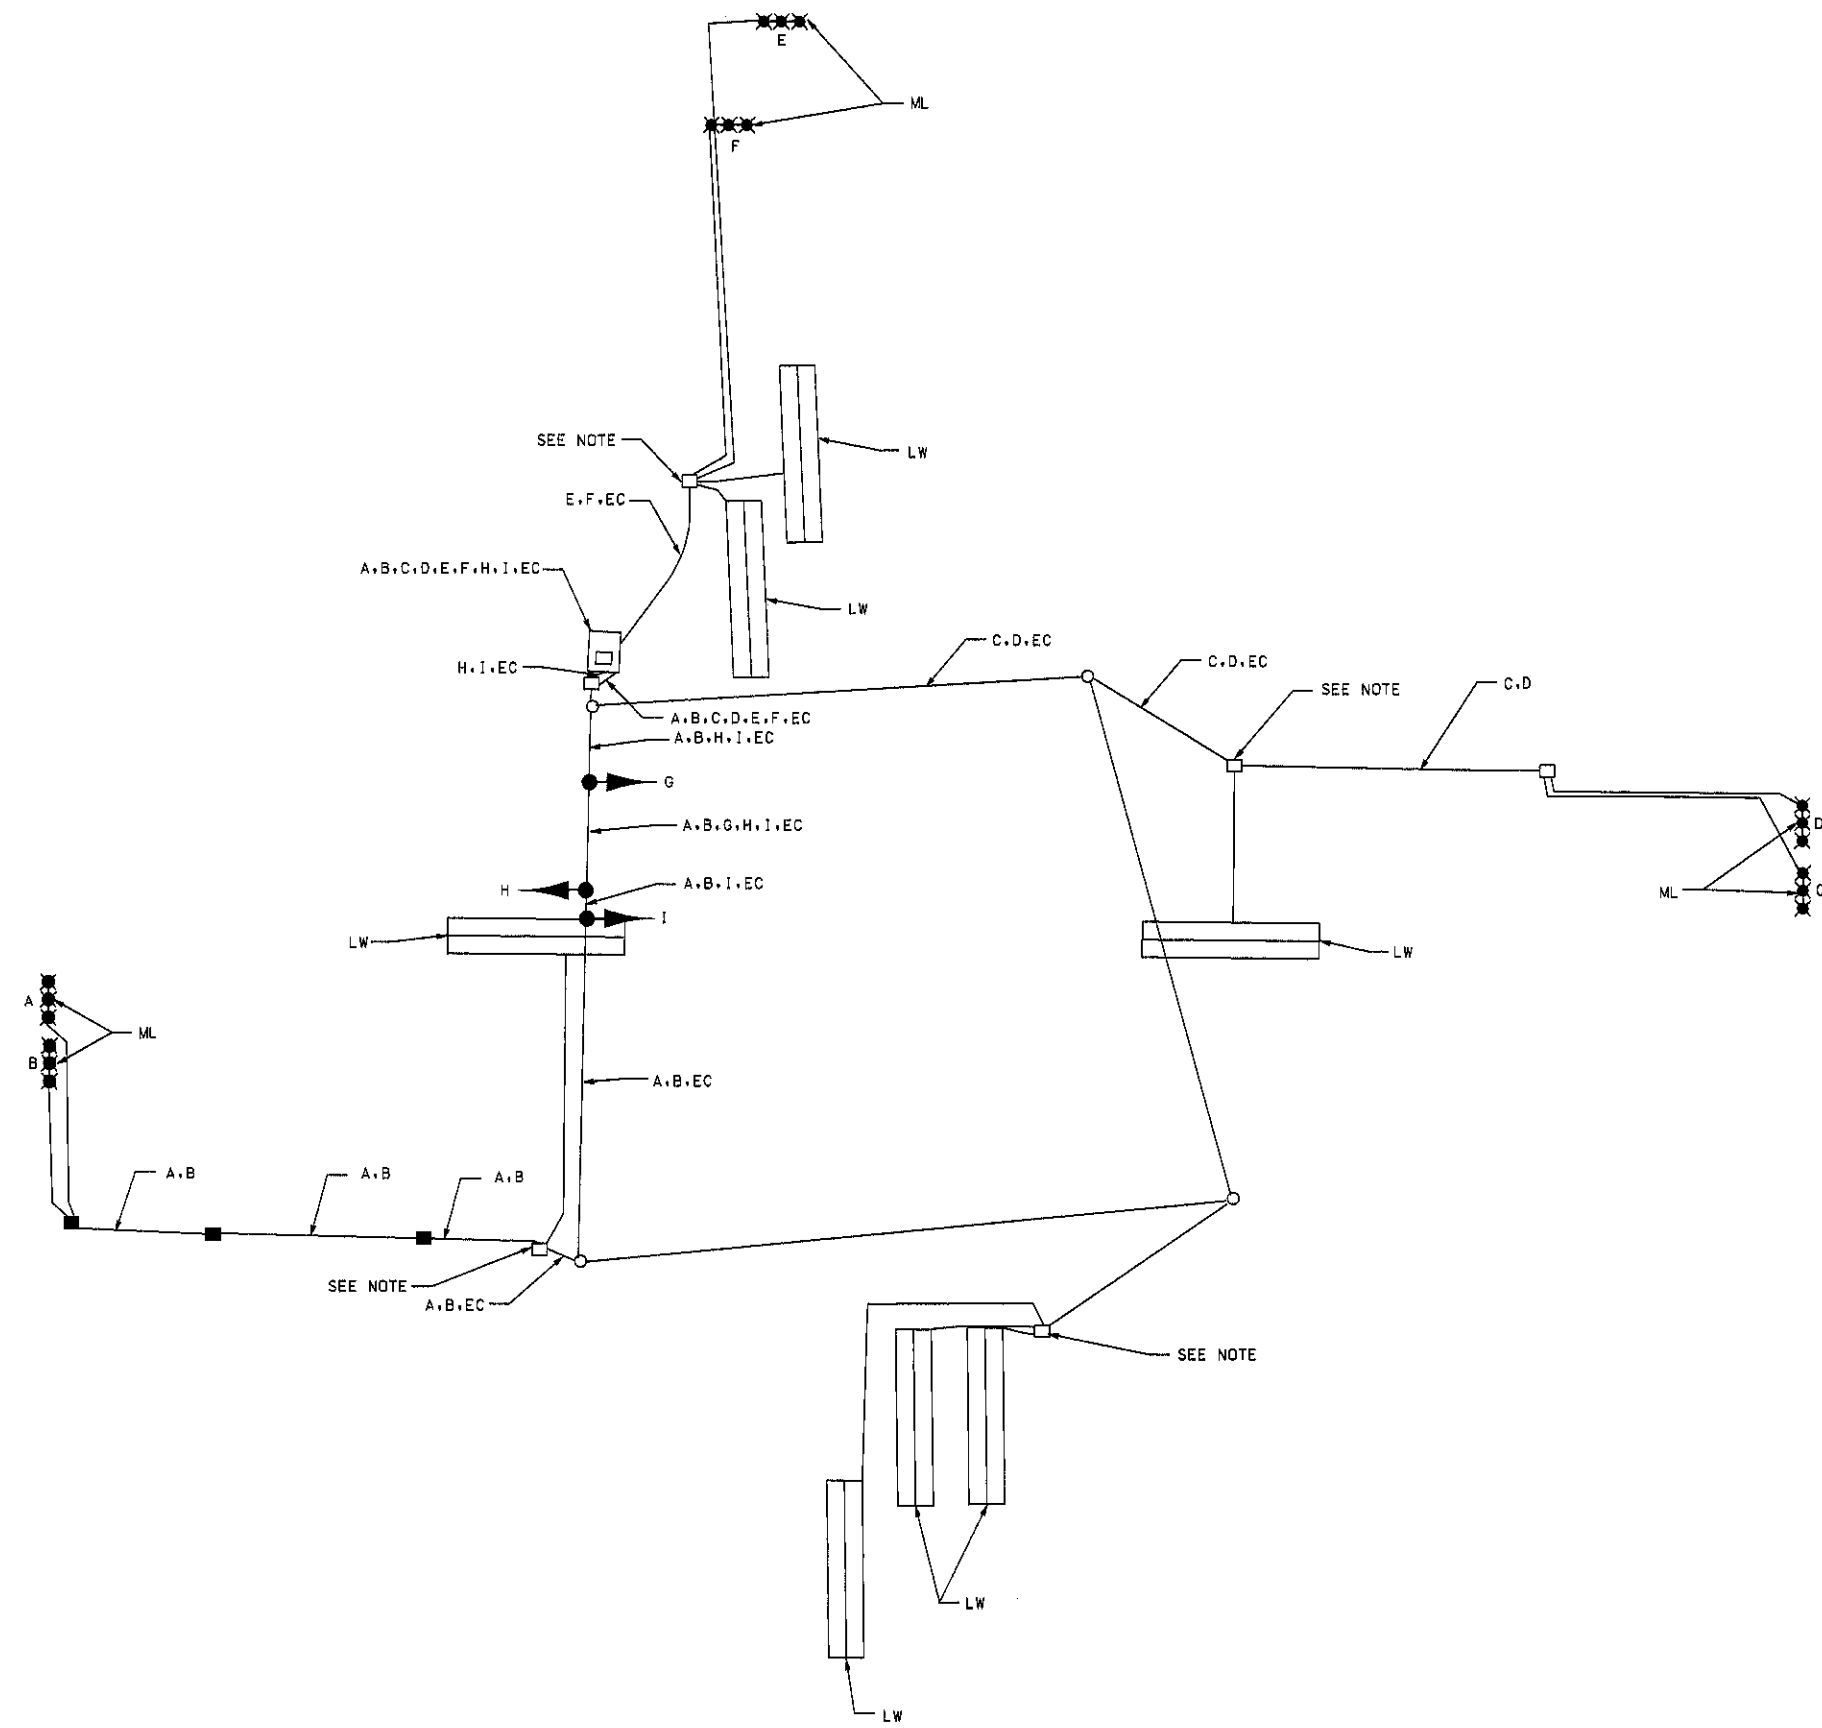 E
ML
F
SEE NOTE
LW
E,F,EC
A,B,C,D,E,F,H,I,EC
LW
C,D,EC
H,I,EC
C,D,EC
SEE NOTE
C,D
A,B,C,D,E,F,EC
A,B,H,I,EC
G
A,B,G,H,I,EC
D
H
A,B,I,EC
ML
C
I
LW
LW
A
ML
B
A,B,EC
A,B
A,B
A,B
SEE NOTE
A,B,EC
SEE NOTE
LW
LW